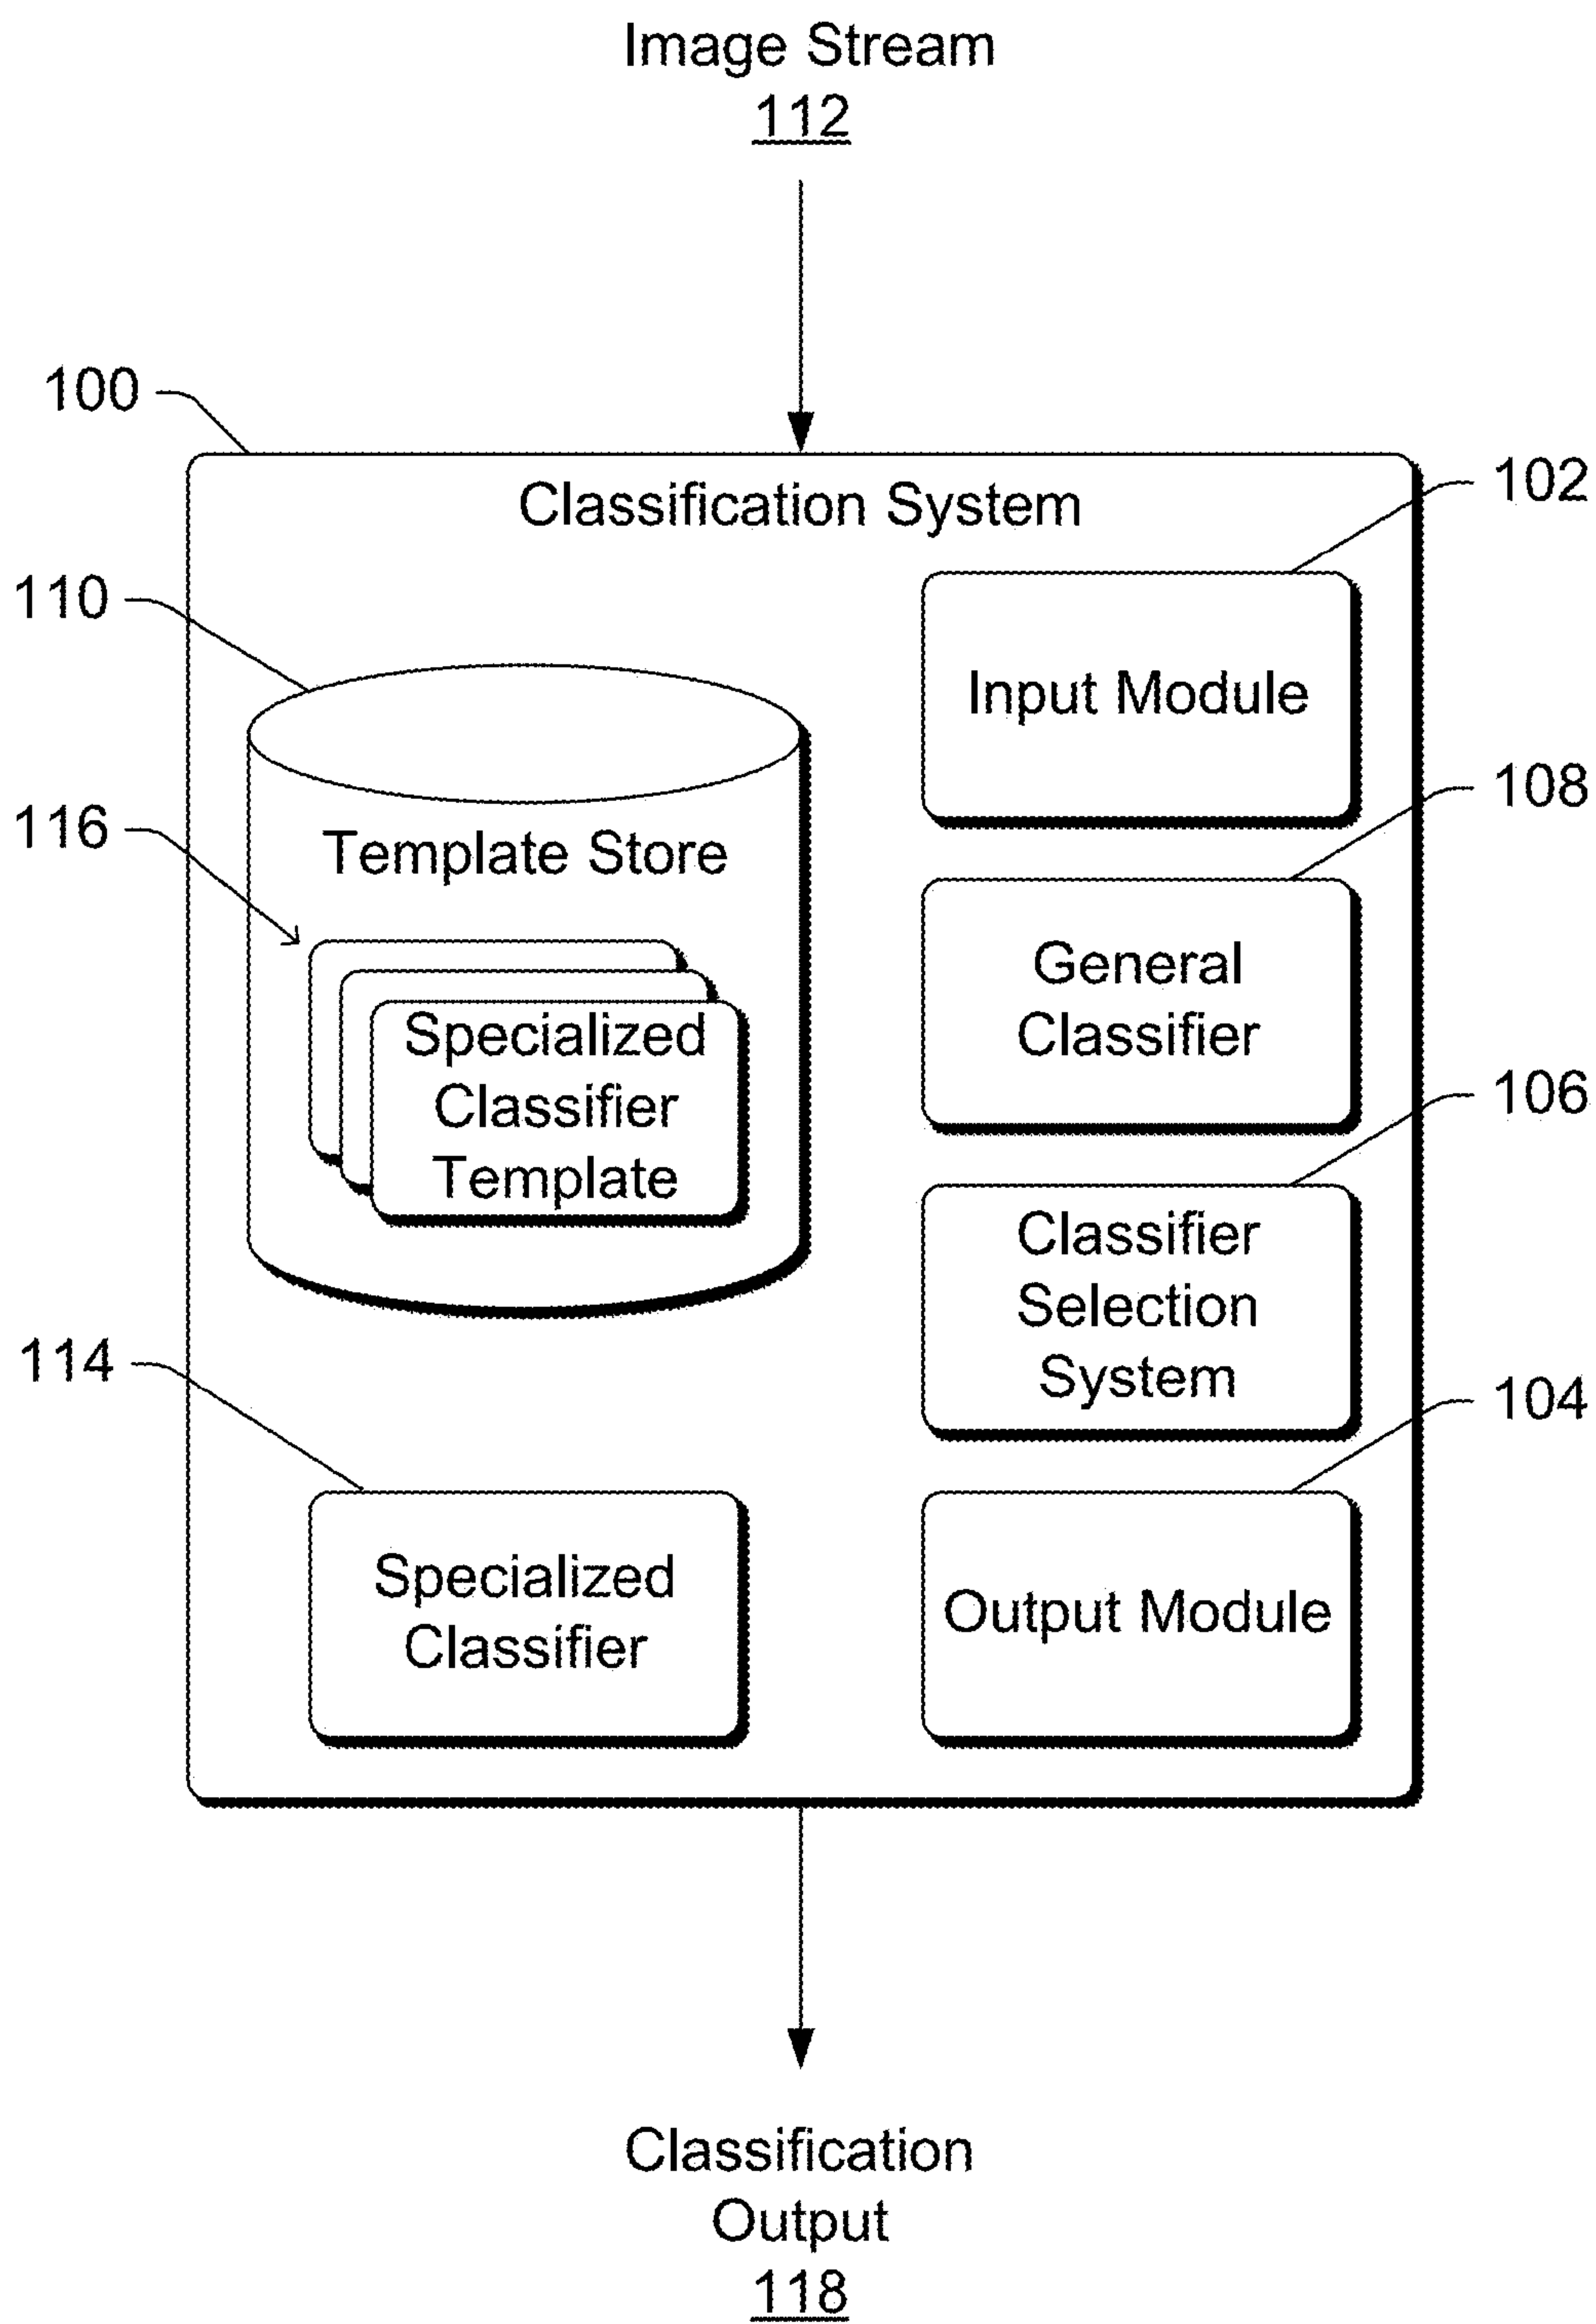 Image Stream
112
100
Classification System
102
110
Input Module
108
116
Template Store
General
Classifier
Specialized
Classifier
Template
106
Classifier
Selection
System
114
104
Specialized
Classifier
Output Module
Classification
Output
118